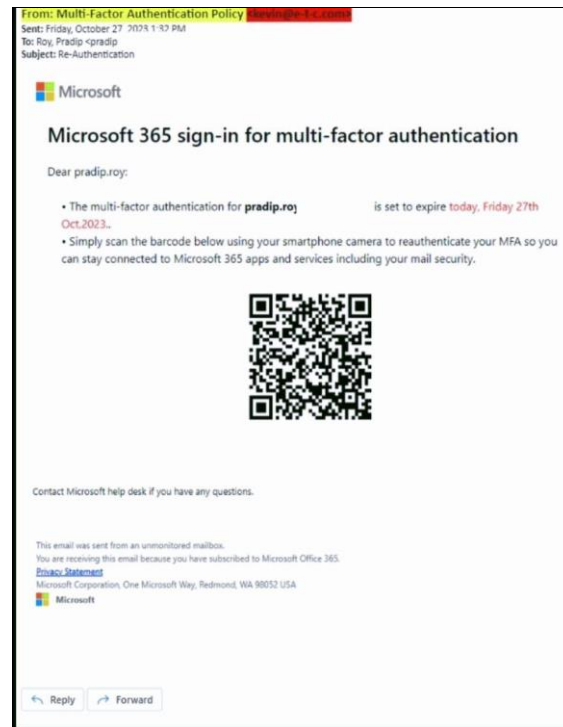 From: Multi-Factor Authentication Policy <kevin@e-t-c.com>
Sent: Friday, October 27, 2023 1:32 PM
To: Roy, Pradip <pradip
Subject: Re-Authentication
Microsoft
Microsoft 365 sign-in for multi-factor authentication
Dear pradip.roy:
• The multi-factor authentication for pradip.roy is set to expire today, Friday 27th
Oct,2023..
• Simply scan the barcode below using your smartphone camera to reauthenticate your MFA so you
can stay connected to Microsoft 365 apps and services including your mail security.
Contact Microsoft help desk if you have any questions.
This email was sent from an unmonitored mailbox.
You are receiving this email because you have subscribed to Microsoft Office 365.
Privacy Statement
Microsoft Corporation, One Microsoft Way, Redmond, WA 98052 USA
Microsoft
Reply Forward